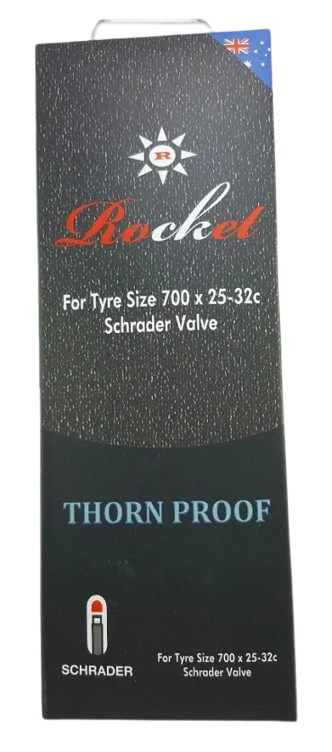 R
Rocket
For Tyre Size 700 x 25-32c
Schrader Valve
THORN PROOF
SCHRADER
For Tyre Size 700 x 25-32c
Schrader Valve